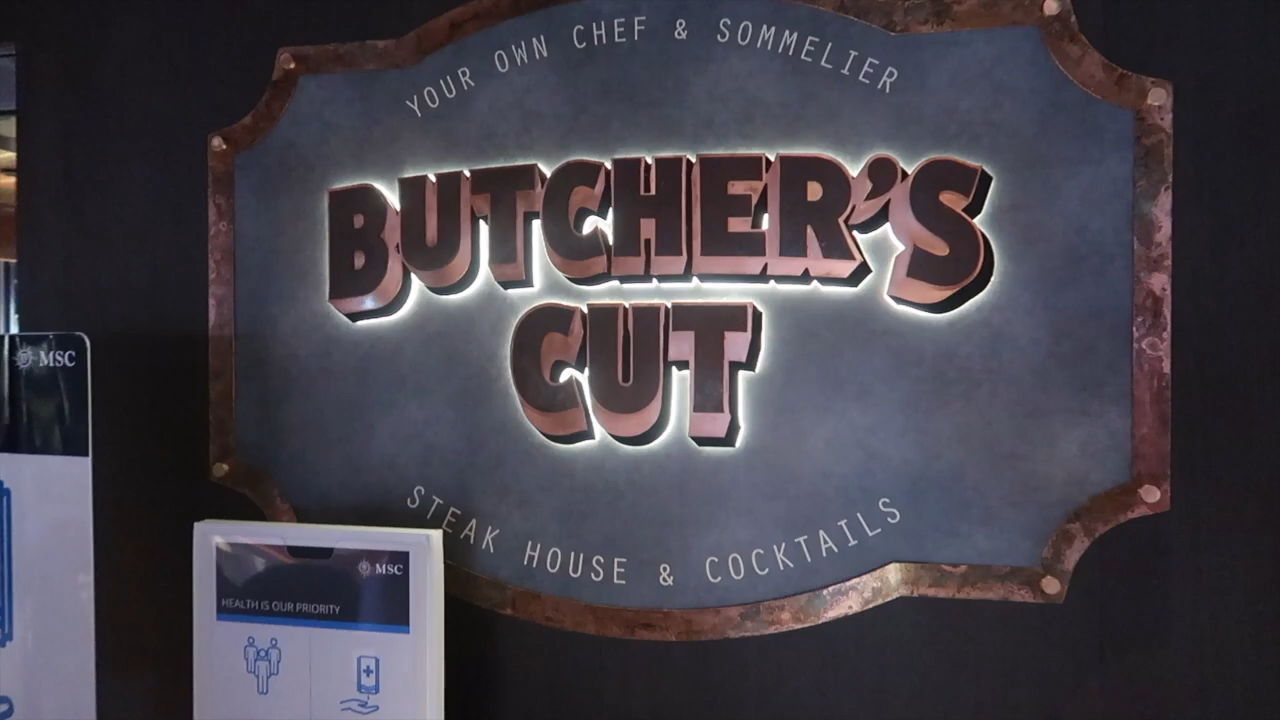 YOUR OWN CHEF & SOMMELIER
BUTCHER'S
CUT
STEAK HOUSE & COCKTAILS
MSC
MSC
HEALTH IS OUR PRIORITY